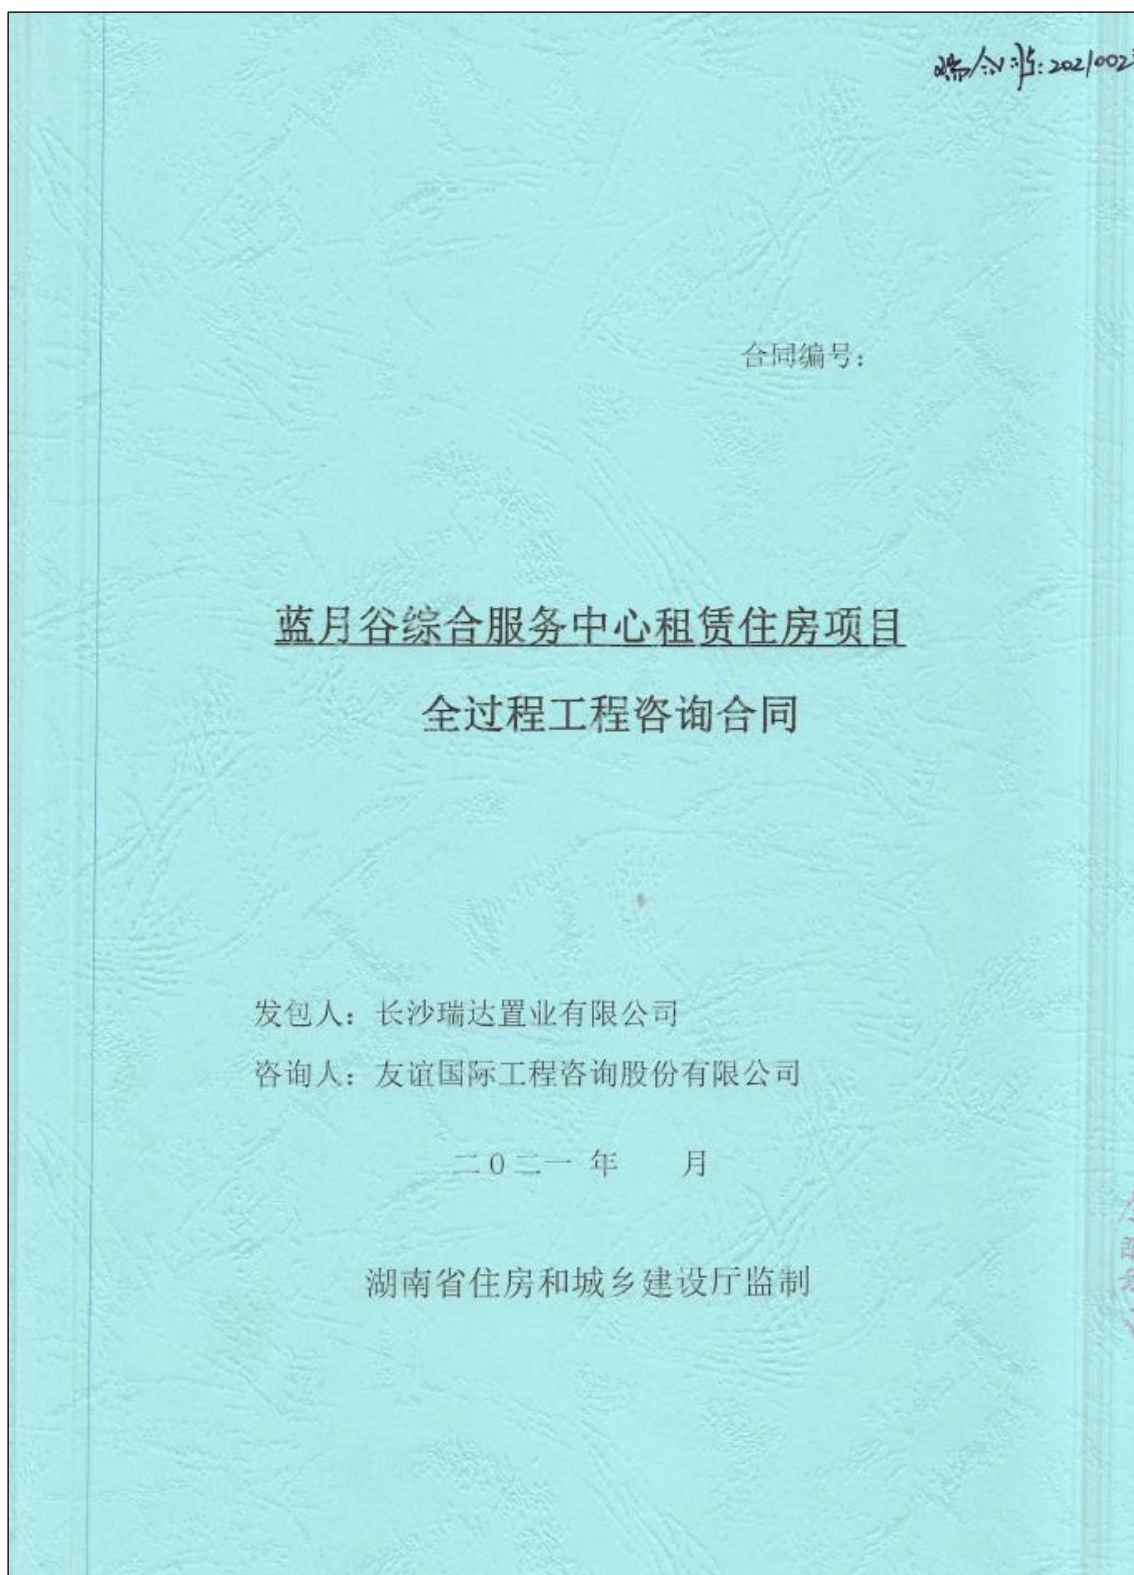 合同编号：
蓝月谷综合服务中心租赁住房项目
全过程工程咨询合同
发包人：长沙瑞达置业有限公司
咨询人：友谊国际工程咨询股份有限公司
二0二一 年 月
湖南省住房和城乡建设厅监制